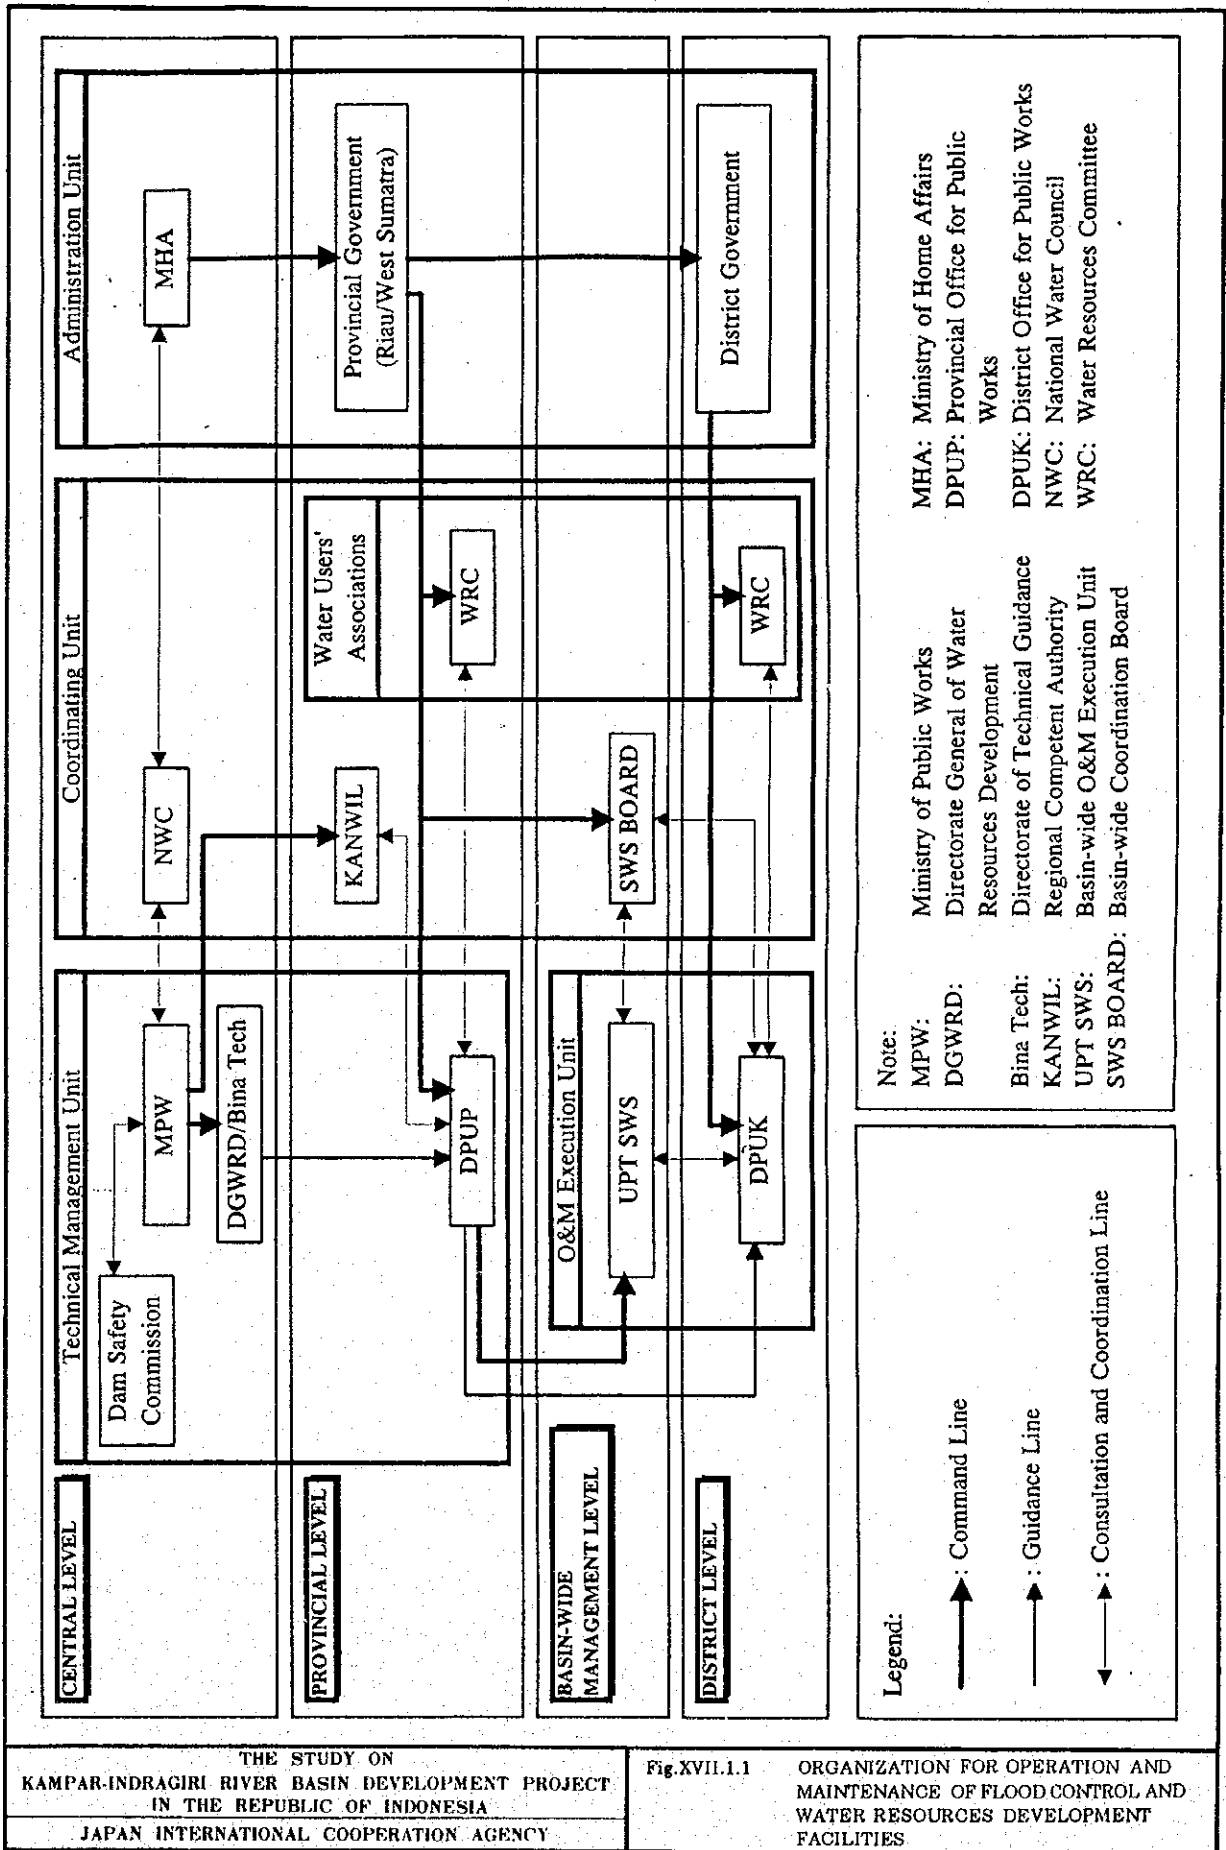 CENTRAL LEVEL
PROVINCIAL LEVEL
BASIN-WIDE
MANAGEMENT LEVEL
DISTRICT LEVEL
Technical Management Unit
Dam Safety
Commission
MPW
DGWRD/Bina Tech
DPUP
O&M Execution Unit
UPT SWS
DPUK
Coordinating Unit
NWC
KANWIL
SWS BOARD
Water Users'
Associations
WRC
WRC
Administration Unit
MHA
Provincial Government
(Riau/West Sumatra)
District Government
Legend:
: Command Line
: Guidance Line
: Consultation and Coordination Line
Note:
MPW: Ministry of Public Works
DGWRD: Directorate General of Water
Resources Development
Bina Tech: Directorate of Technical Guidance
KANWIL: Regional Competent Authority
UPT SWS: Basin-wide O&M Execution Unit
SWS BOARD: Basin-wide Coordination Board
MHA: Ministry of Home Affairs
DPUP: Provincial Office for Public
Works
DPUK: District Office for Public Works
NWC: National Water Council
WRC: Water Resources Committee
THE STUDY ON
KAMPAR-INDRAGIRI RIVER BASIN DEVELOPMENT PROJECT
IN THE REPUBLIC OF INDONESIA
JAPAN INTERNATIONAL COOPERATION AGENCY
Fig.XVII.1.1
ORGANIZATION FOR OPERATION AND
MAINTENANCE OF FLOOD CONTROL AND
WATER RESOURCES DEVELOPMENT
FACILITIES